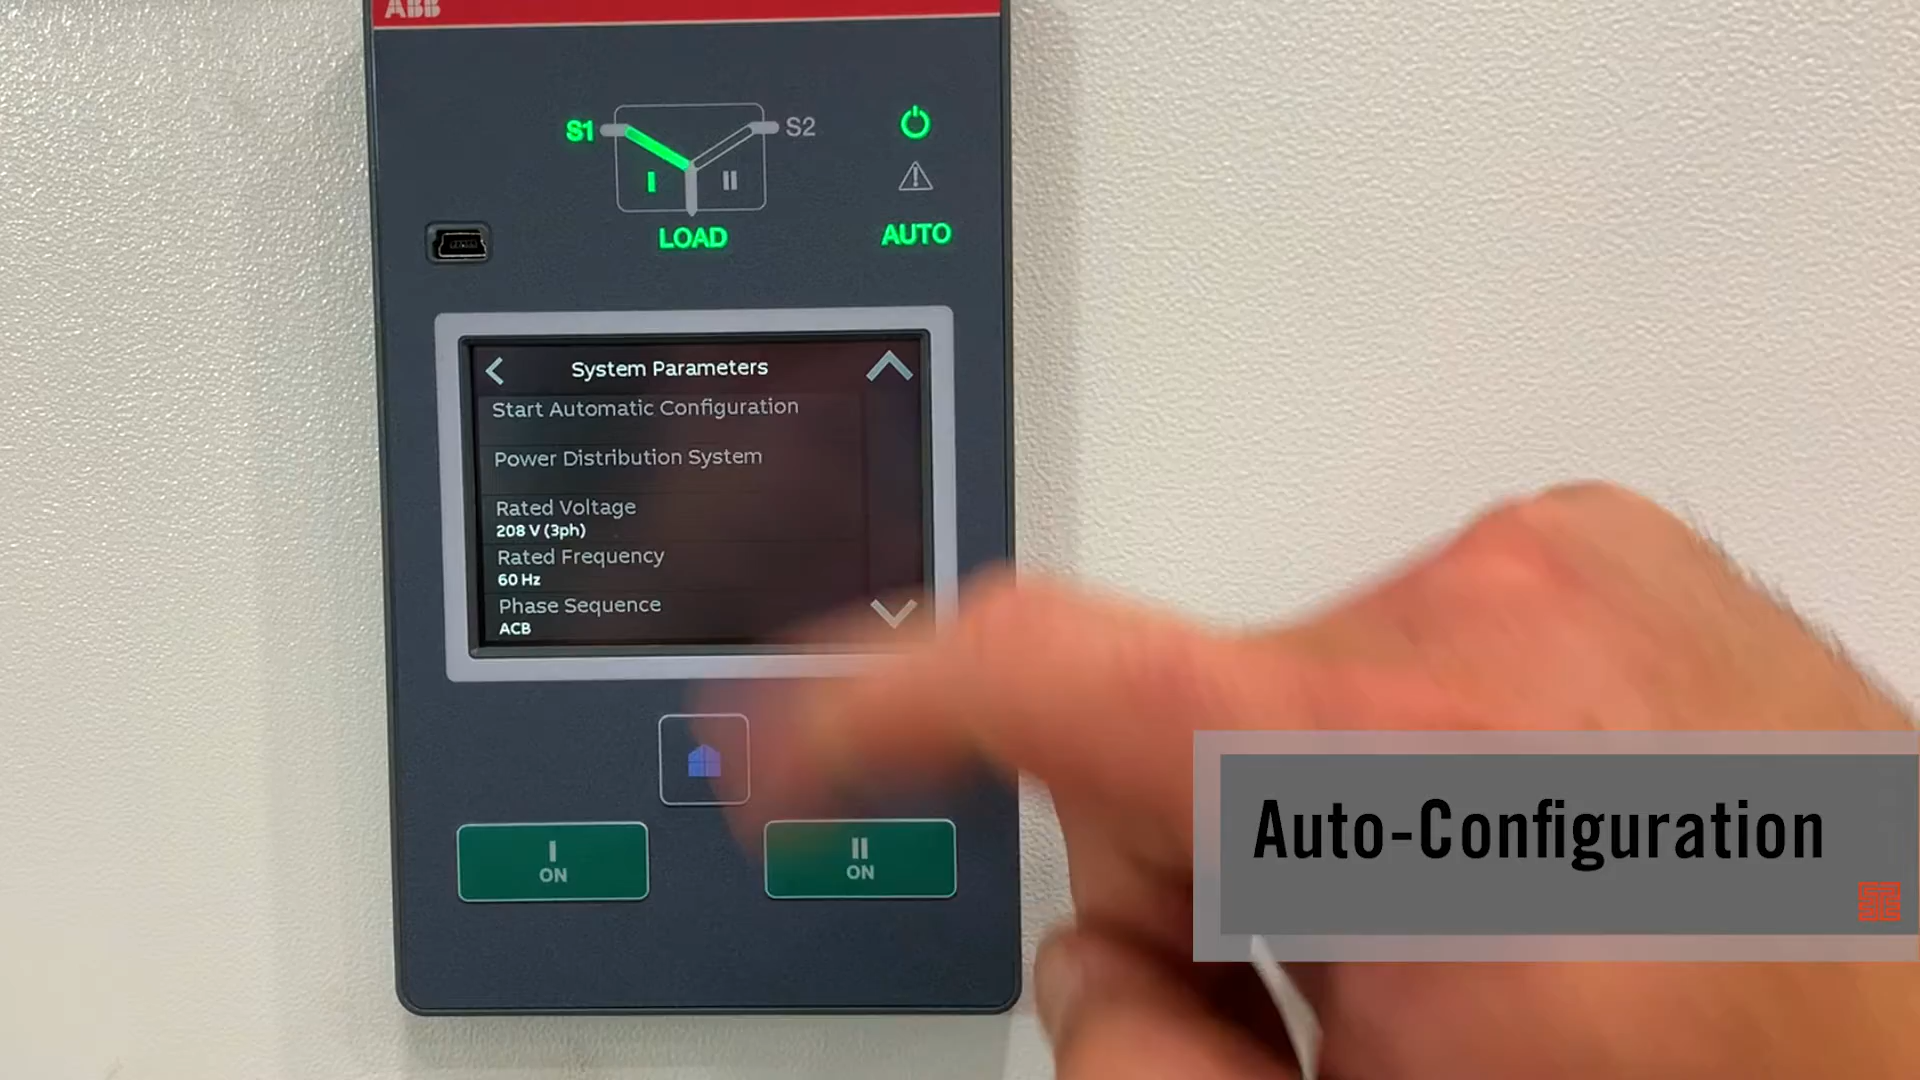 ABB
S1
S2
I
II
LOAD
AUTO
System Parameters
Start Automatic Configuration
Power Distribution System
Rated Voltage
208 V (3ph)
Rated Frequency
60 Hz
Phase Sequence
ACB
I
ON
II
ON
Auto-Configuration